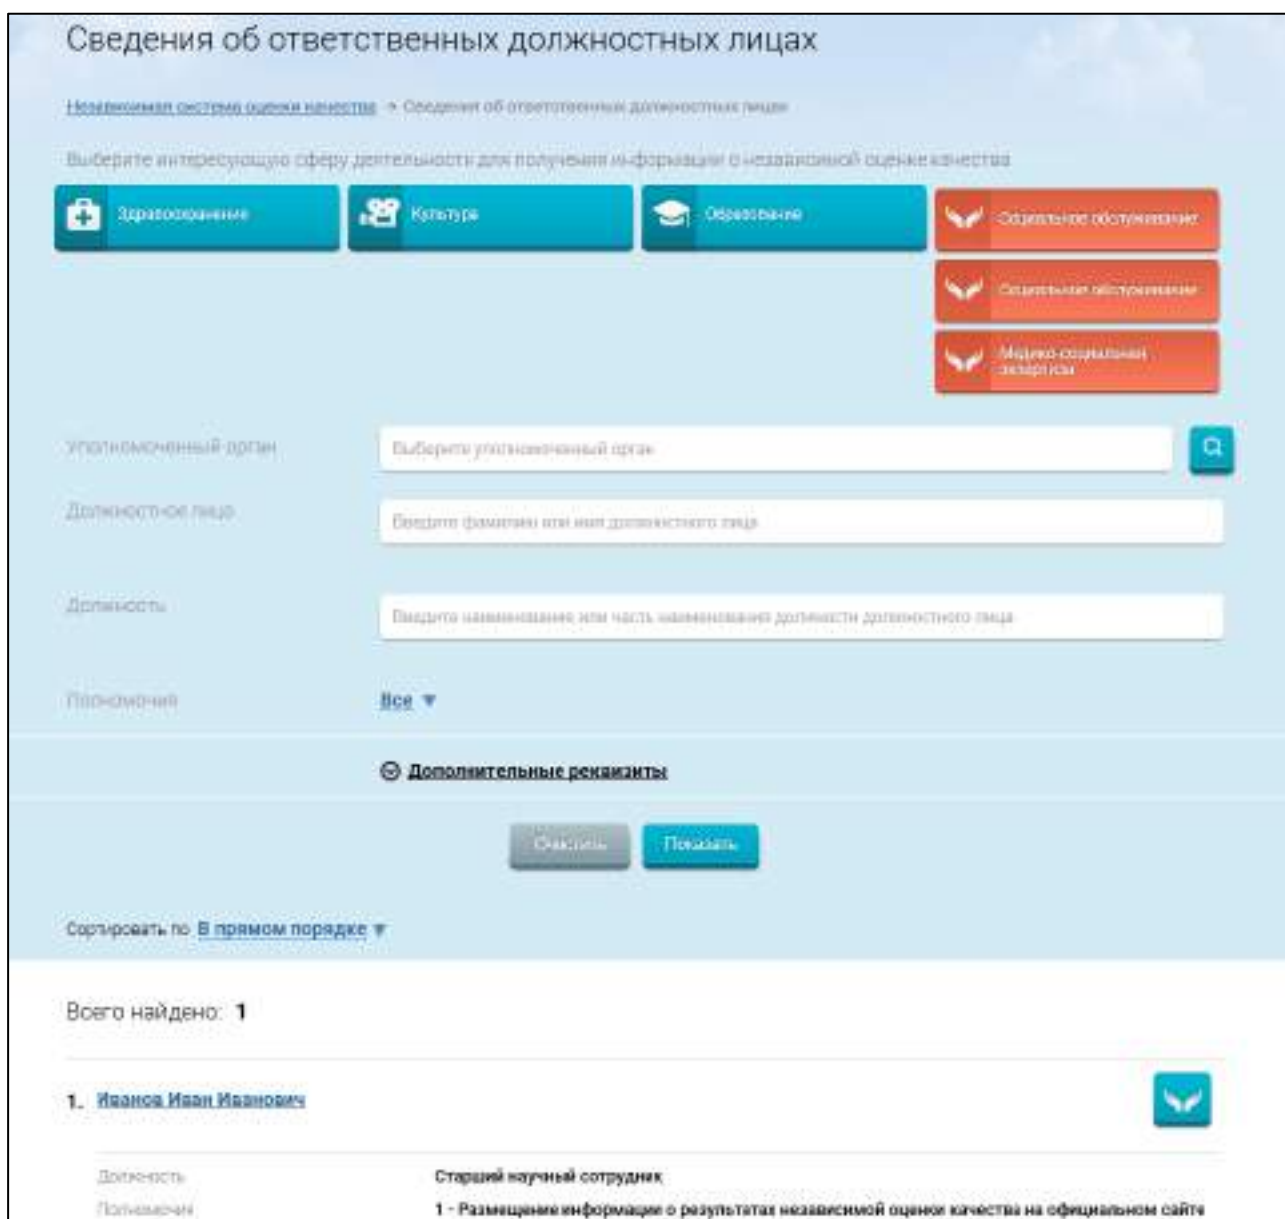 Сведения об ответственных должностных лицах
Независимая система оценки качества → Сведения об ответственных должностных лицах
Выберите интересующую сферу деятельности для получения информации о независимой оценке качества
Здравоохранение
Культура
Образование
Социальное обслуживание
Социальное обслуживание
Медико-социальная
экспертиза
Уполномоченный орган
Выберите уполномоченный орган
Должностное лицо
Введите фамилию или имя должностного лица
Должность
Введите наименование или часть наименования должности должностного лица
Полномочия
Все
Дополнительные реквизиты
Очистить
Показать
Сортировать по В прямом порядке
Всего найдено: 1
1. Иванов Иван Иванович
Должность Старший научный сотрудник
Полномочия 1 - Размещение информации о результатах независимой оценки качества на официальном сайте